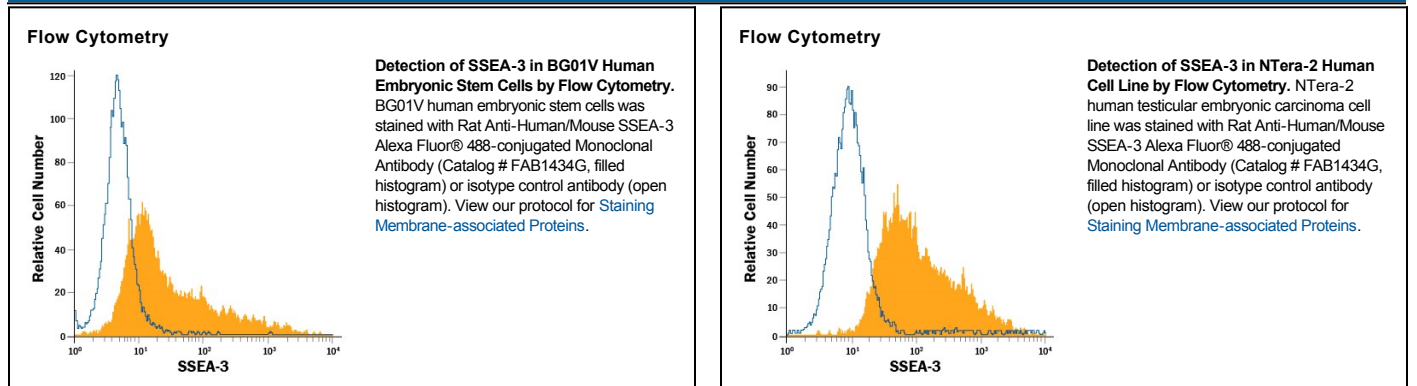 Flow Cytometry
120
100
80
60
40
20
0
Relative Cell Number
10⁰ 10¹ 10² 10³ 10⁴
SSEA-3
Detection of SSEA-3 in BG01V Human
Embryonic Stem Cells by Flow Cytometry.
BG01V human embryonic stem cells was
stained with Rat Anti-Human/Mouse SSEA-3
Alexa Fluor® 488-conjugated Monoclonal
Antibody (Catalog # FAB1434G, filled
histogram) or isotype control antibody (open
histogram). View our protocol for Staining
Membrane-associated Proteins.
Flow Cytometry
90
80
70
60
50
40
30
20
10
0
Relative Cell Number
10⁰ 10¹ 10² 10³ 10⁴
SSEA-3
Detection of SSEA-3 in NTera-2 Human
Cell Line by Flow Cytometry. NTera-2
human testicular embryonic carcinoma cell
line was stained with Rat Anti-Human/Mouse
SSEA-3 Alexa Fluor® 488-conjugated
Monoclonal Antibody (Catalog # FAB1434G,
filled histogram) or isotype control antibody
(open histogram). View our protocol for
Staining Membrane-associated Proteins.